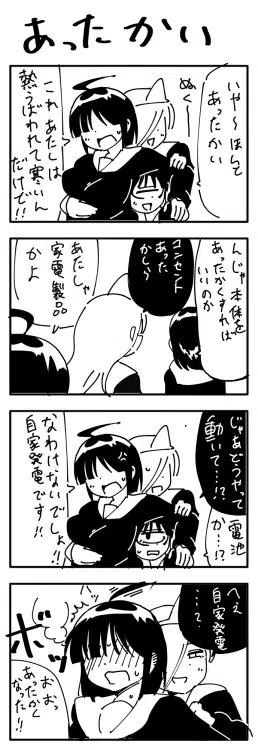 あったかい
いや〜ほんと
あったかい
ぬく〜
これあたしは
熱うばわれて寒いん
だけで!!
んじゃ本体を
あったかくすれば
いいのか
コンセント
あった
かしら
あたしゃ
家電製品
かよ
じゃあどうやって
動いて…!?
電池
か…!?
なわけないでしょ!!
自家発電です!!
へぇ
自家発電
…?
ボッ
おおっ
あったかく
なった!!